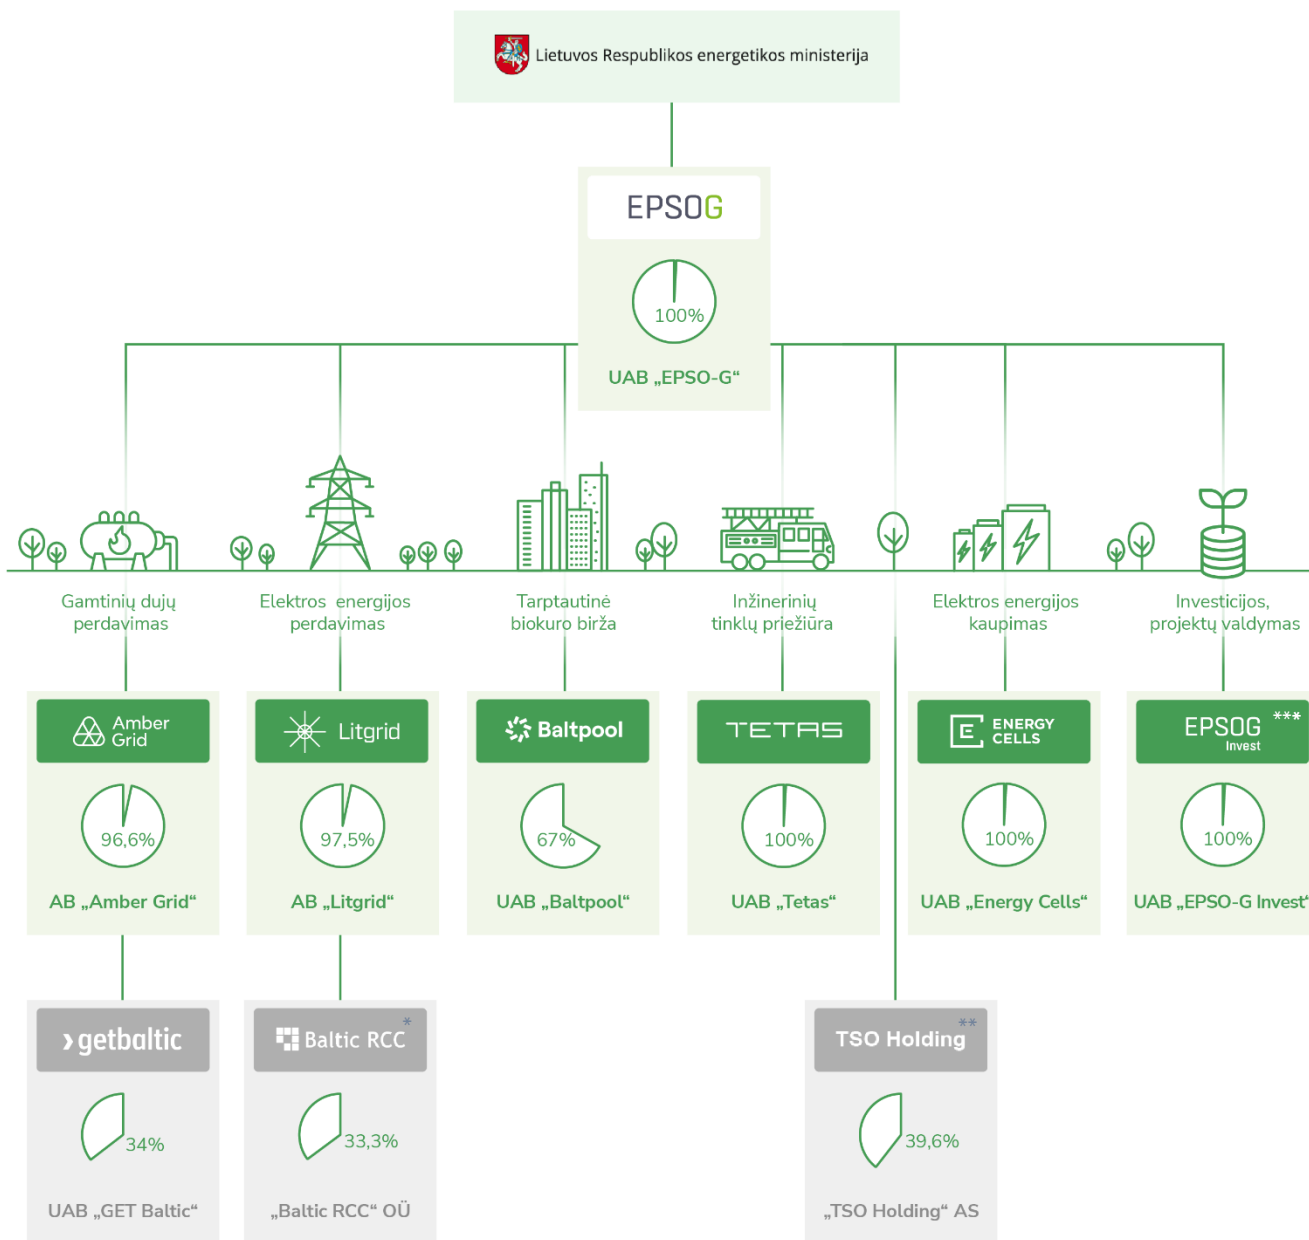 Lietuvos Respublikos energetikos ministerija
EPSOG
100%
UAB „EPSO-G“
Gamtinių dujų
perdavimas
Elektros energijos
perdavimas
Tarptautinė
biokuro birža
Inžinerinių
tinklų priežiūra
Elektros energijos
kaupimas
Investicijos,
projektų valdymas
Amber
Grid
96,6%
AB „Amber Grid“
Litgrid
97,5%
AB „Litgrid“
Baltpool
67%
UAB „Baltpool“
TETAS
100%
UAB „Tetas“
E
ENERGY
CELLS
100%
UAB „Energy Cells“
EPSOG ***
Invest
100%
UAB „EPSO-G Invest“
getbaltic
34%
UAB „GET Baltic“
Baltic RCC *
33,3%
„Baltic RCC“ OÜ
TSO Holding **
39,6%
„TSO Holding“ AS